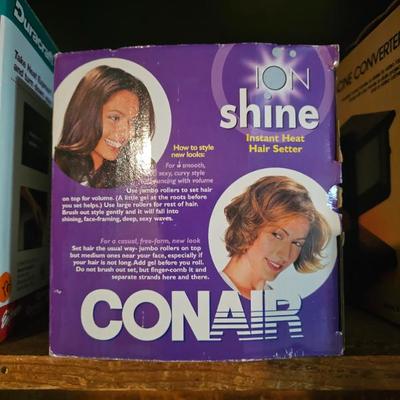 Duracraft
ION
shine
Instant Heat
Hair Setter
How to style
new looks:
For a smooth,
sexy, curvy style
bouncing with volume
Use jumbo rollers to set hair
on top for volume. (A little gel at the roots before
you set helps.) Use large rollers for rest of hair.
Brush out style gently and it will fall into
shining, face-framing, deep, sexy waves.
For a casual, free-form, new look
Set hair the usual way- jumbo rollers on top
but medium ones near your face, especially if
your hair is not long. Add gel before you roll.
Do not brush out set, but finger-comb it and
separate strands here and there.
CONAIR
CONVERTER